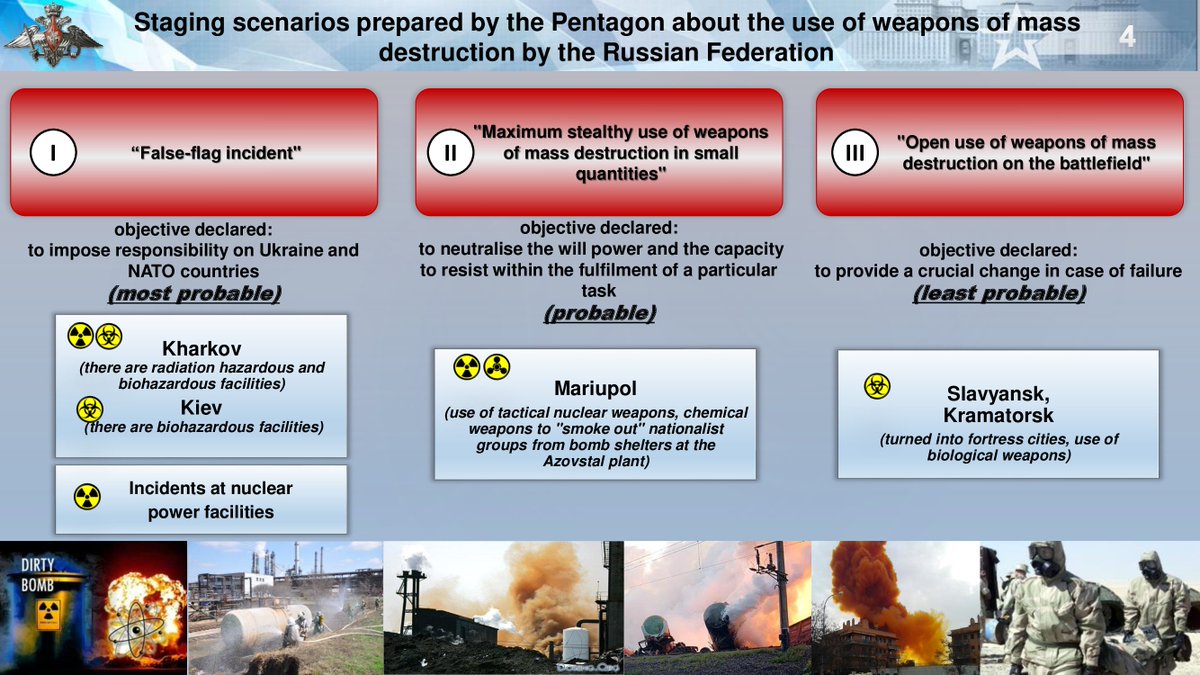 Staging scenarios prepared by the Pentagon about the use of weapons of mass
destruction by the Russian Federation
4
I
“False-flag incident"
objective declared:
to impose responsibility on Ukraine and
NATO countries
(most probable)
Kharkov
(there are radiation hazardous and
biohazardous facilities)
Kiev
(there are biohazardous facilities)
Incidents at nuclear
power facilities
II
"Maximum stealthy use of weapons
of mass destruction in small
quantities"
objective declared:
to neutralise the will power and the capacity
to resist within the fulfilment of a particular
task
(probable)
Mariupol
(use of tactical nuclear weapons, chemical
weapons to "smoke out" nationalist
groups from bomb shelters at the
Azovstal plant)
III
"Open use of weapons of mass
destruction on the battlefield"
objective declared:
to provide a crucial change in case of failure
(least probable)
Slavyansk,
Kramatorsk
(turned into fortress cities, use of
biological weapons)
DIRTY
BOMB